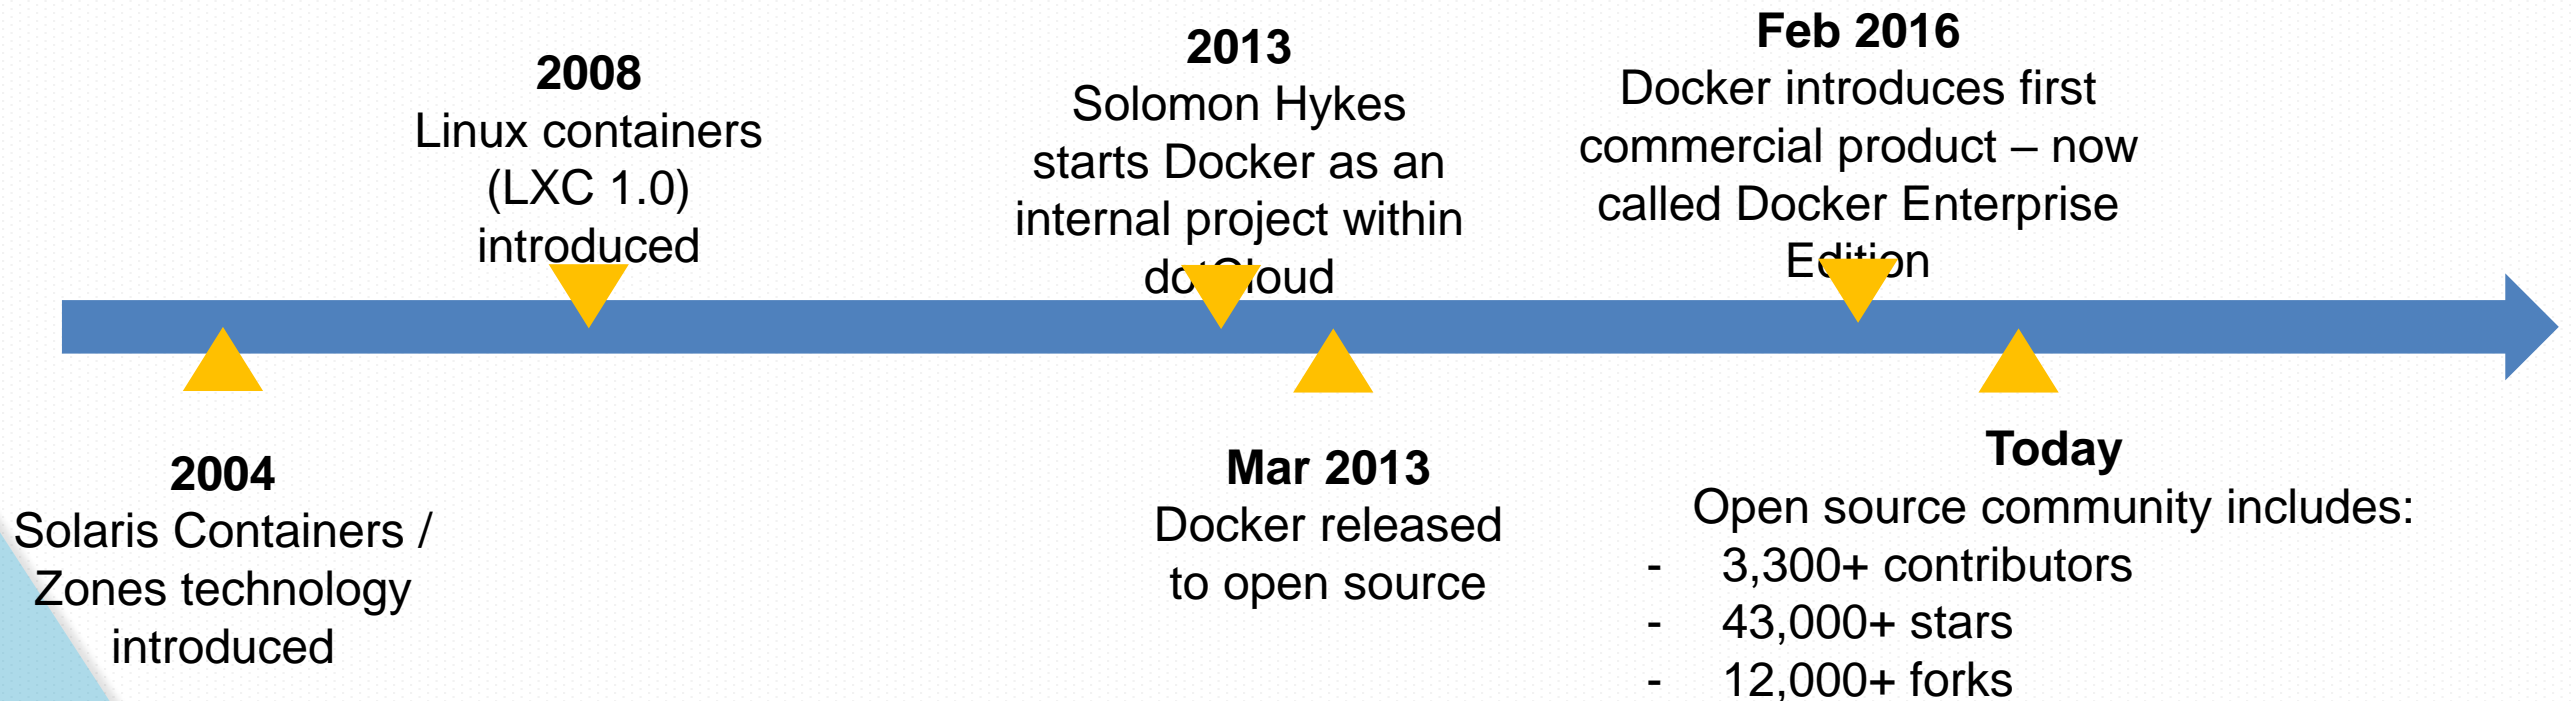 2008
Linux containers
(LXC 1.0)
introduced
2013
Solomon Hykes
starts Docker as an
internal project within
dotCloud
Feb 2016
Docker introduces first
commercial product – now
called Docker Enterprise
Edition
2004
Solaris Containers /
Zones technology
introduced
Mar 2013
Docker released
to open source
Today
Open source community includes:
- 3,300+ contributors
- 43,000+ stars
- 12,000+ forks